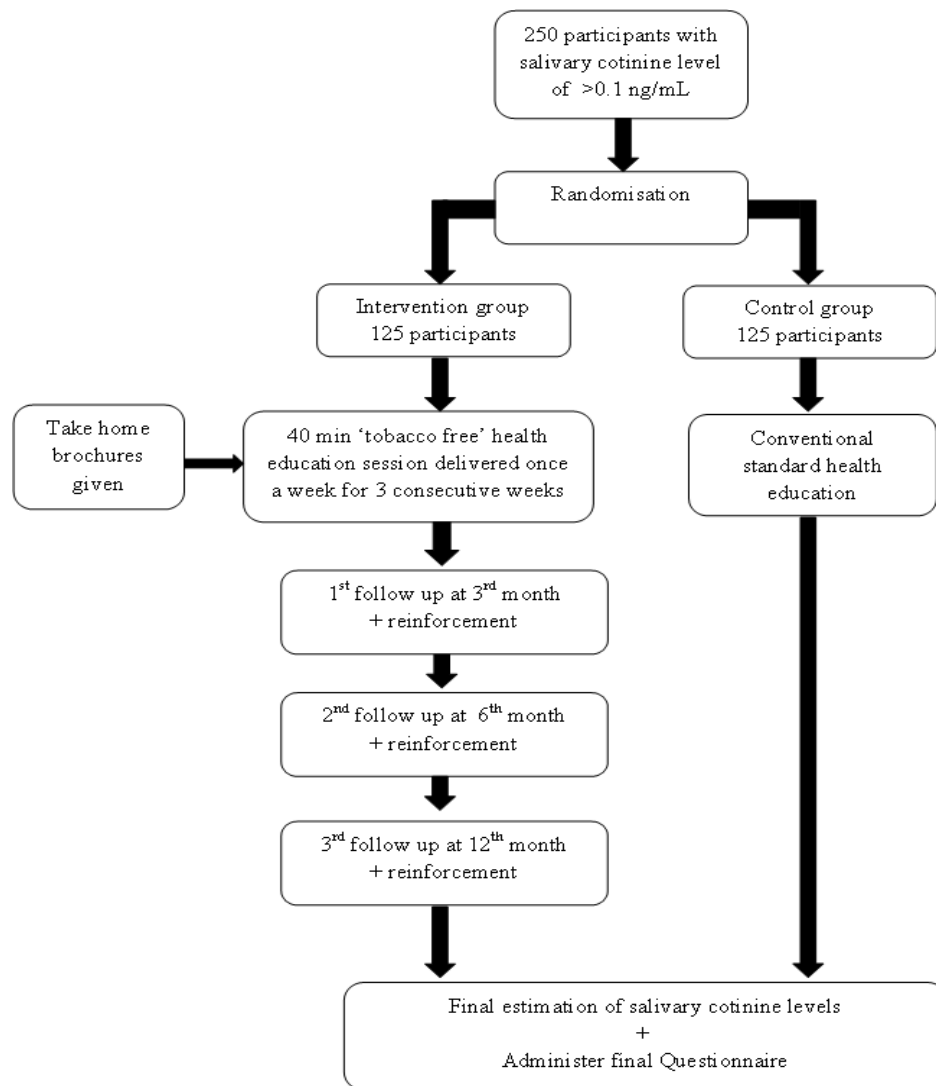 250 participants with
salivary cotinine level
of >0.1 ng/mL
Randomisation
Intervention group
125 participants
Control group
125 participants
Take home
brochures
given
40 min ‘tobacco free’ health
education session delivered once
a week for 3 consecutive weeks
Conventional
standard health
education
1st follow up at 3rd month
+ reinforcement
2nd follow up at 6th month
+ reinforcement
3rd follow up at 12th month
+ reinforcement
Final estimation of salivary cotinine levels
+
Administer final Questionnaire